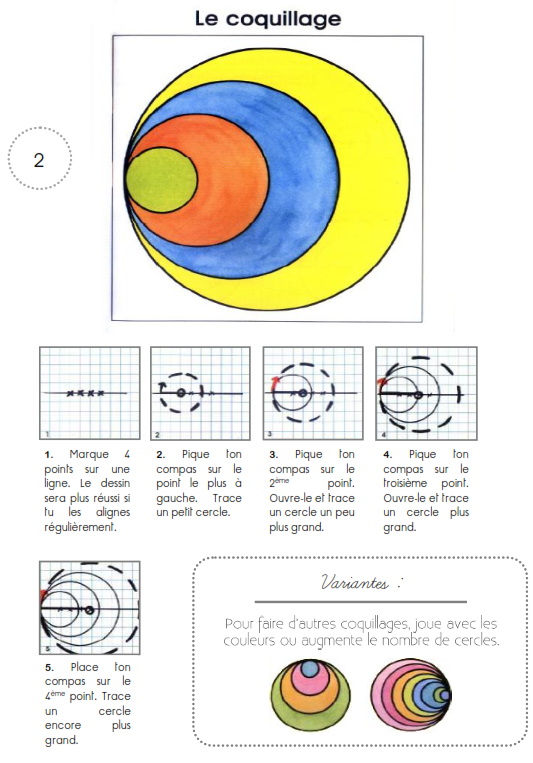 Le coquillage
2
1
2
3
4
1. Marque 4
points sur une
ligne. Le dessin
sera plus réussi si
tu les alignes
régulièrement.
2. Pique ton
compas sur le
point le plus à
gauche. Trace
un petit cercle.
3. Pique ton
compas sur le
2ème point.
Ouvre-le et trace
un cercle un peu
plus grand.
4. Pique ton
compas sur le
troisième point.
Ouvre-le et trace
un cercle plus
grand.
5
5. Place ton
compas sur le
4ème point. Trace
un cercle
encore plus
grand.
Variantes :
Pour faire d'autres coquillages, joue avec les
couleurs ou augmente le nombre de cercles.